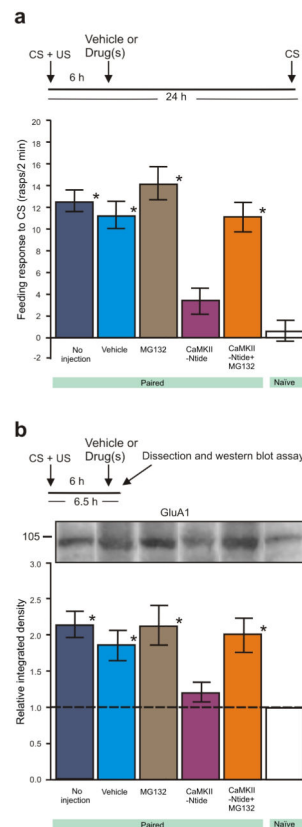 a
Vehicle or
Drug(s)
CS + US
CS
6 h
24 h
Feeding response to CS (rasps/2 min)
20
18
16
14
12
10
8
6
4
2
0
-2
*
*
*
*
No injection
Vehicle
MG132
CaMKII -Ntide
CaMKII -Ntide+ MG132
Paired
Naïve
b
Vehicle or
Drug(s)
CS + US
Dissection and western blot assay
6 h
6.5 h
GluA1
105
Relative integrated density
3.0
2.5
2.0
1.5
1.0
0.5
0.0
*
*
*
*
No injection
Vehicle
MG132
CaMKII -Ntide
CaMKII -Ntide+ MG132
Paired
Naïve